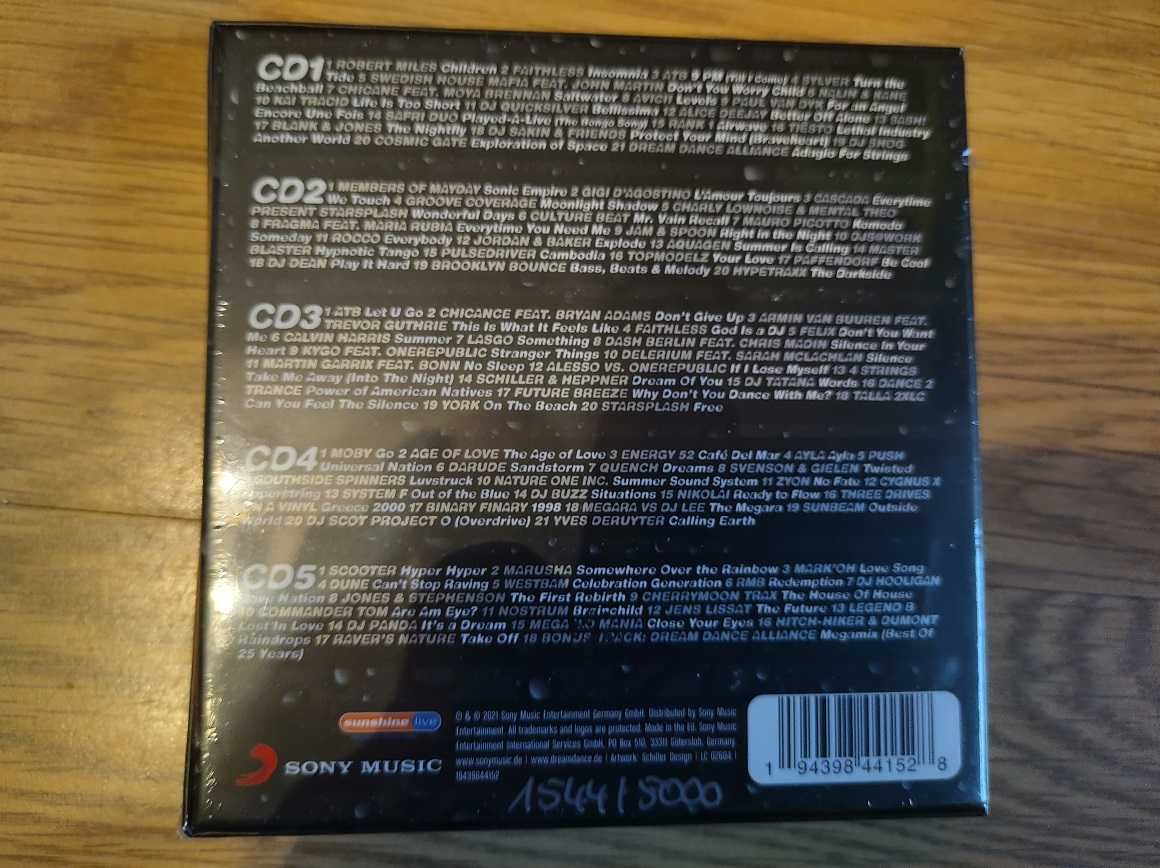 CD1 1 ROBERT MILES Children 2 FAITHLESS Insomnia 3 ATB 9 PM (Till I Come) 4 SYLVER Turn the
Tide 5 SWEDISH HOUSE MAFIA FEAT. JOHN MARTIN Don't You Worry Child 6 NALIN & KANE
Beachball 7 CHICANE FEAT. MOYA BRENNAN Saltwater 8 AVICII Levels 9 PAUL VAN DYK For an Angel
10 KAI TRACID Life Is Too Short 11 DJ QUICKSILVER Bellissima 12 ALICE DEEJAY Better Off Alone 13 SASH!
Encore Une Fois 14 SAFRI DUO Played-A-Live (The Bongo Song) 15 RANK 1 Airwave 16 TIËSTO Lethal Industry
17 BLANK & JONES The Nightfly 18 DJ SAKIN & FRIENDS Protect Your Mind (Braveheart) 19 DJ SHOG
Another World 20 COSMIC GATE Exploration of Space 21 DREAM DANCE ALLIANCE Adagio For Strings
CD2 1 MEMBERS OF MAYDAY Sonic Empire 2 GIGI D'AGOSTINO L'Amour Toujours 3 CASCADA Everytime
We Touch 4 GROOVE COVERAGE Moonlight Shadow 5 CHARLY LOWNOISE & MENTAL THEO
PRESENT STARSPLASH Wonderful Days 6 CULTURE BEAT Mr. Vain Recall 7 MAURO PICOTTO Komodo
8 FRAGMA FEAT. MARIA RUBIA Everytime You Need Me 9 JAM & SPOON Right in the Night 10 DJS@WORK
Someday 11 ROCCO Everybody 12 JORDAN & BAKER Explode 13 AQUAGEN Summer Is Calling 14 MASTER
BLASTER Hypnotic Tango 15 PULSEDRIVER Cambodia 16 TOPMODELZ Your Love 17 PAFFENDORF Be Cool
18 DJ DEAN Play It Hard 19 BROOKLYN BOUNCE Bass, Beats & Melody 20 HYPETRAXX The Darkside
CD3 1 ATB Let U Go 2 CHICANE FEAT. BRYAN ADAMS Don't Give Up 3 ARMIN VAN BUUREN FEAT.
TREVOR GUTHRIE This Is What It Feels Like 4 FAITHLESS God Is a DJ 5 FELIX Don't You Want
Me 6 CALVIN HARRIS Summer 7 LASGO Something 8 DASH BERLIN FEAT. CHRIS MADIN Silence In Your
Heart 9 KYGO FEAT. ONEREPUBLIC Stranger Things 10 DELERIUM FEAT. SARAH MCLACHLAN Silence
11 MARTIN GARRIX FEAT. BONN No Sleep 12 ALESSO VS. ONEREPUBLIC If I Lose Myself 13 4 STRINGS
Take Me Away (Into The Night) 14 SCHILLER & HEPPNER Dream Of You 15 DJ TATANA Words 16 DANCE 2
TRANCE Power of American Natives 17 FUTURE BREEZE Why Don't You Dance With Me? 18 TALLA 2XLC
Can You Feel The Silence 19 YORK On The Beach 20 STARSPLASH Free
CD4 1 MOBY Go 2 AGE OF LOVE The Age of Love 3 ENERGY 52 Café Del Mar 4 AYLA Ayla 5 PUSH
Universal Nation 6 DARUDE Sandstorm 7 QUENCH Dreams 8 SVENSON & GIELEN Twisted
9 SOUTHSIDE SPINNERS Luvstruck 10 NATURE ONE INC. Summer Sound System 11 ZYON No Fate 12 CYGNUS X
Superstring 13 SYSTEM F Out of the Blue 14 DJ BUZZ Situations 15 NIKOLAI Ready to Flow 16 THREE DRIVES
ON A VINYL Greece 2000 17 BINARY FINARY 1998 18 MEGARA VS DJ LEE The Megara 19 SUNBEAM Outside
World 20 DJ SCOT PROJECT O (Overdrive) 21 YVES DERUYTER Calling Earth
CD5 1 SCOOTER Hyper Hyper 2 MARUSHA Somewhere Over the Rainbow 3 MARK'OH Love Song
4 DUNE Can't Stop Raving 5 WESTBAM Celebration Generation 6 RMB Redemption 7 DJ HOOLIGAN
Rave Nation 8 JONES & STEPHENSON The First Rebirth 9 CHERRYMOON TRAX The House Of House
10 COMMANDER TOM Are Am Eye? 11 NOSTRUM Brainchild 12 JENS LISSAT The Future 13 LEGEND B
Lost In Love 14 DJ PANDA It's a Dream 15 MEGA 'LO MANIA Close Your Eyes 16 HITCH-HIKER & DUMONT
Raindrops 17 RAVER'S NATURE Take Off 18 BONUS TRACK: DREAM DANCE ALLIANCE Megamix (Best Of
25 Years)
sunshine live
SONY MUSIC
℗ & © 2021 Sony Music Entertainment Germany GmbH. Distributed by Sony Music
Entertainment. All trademarks and logos are protected. Made in the EU. Sony Music
Entertainment International Services GmbH, PO Box 510, 33311 Gütersloh, Germany
www.sonymusic.de | www.dreamdance.de | Artwork: Schiller Design | LC 02604 |
19439844152
1544 / 5000
1 94398 44152 8